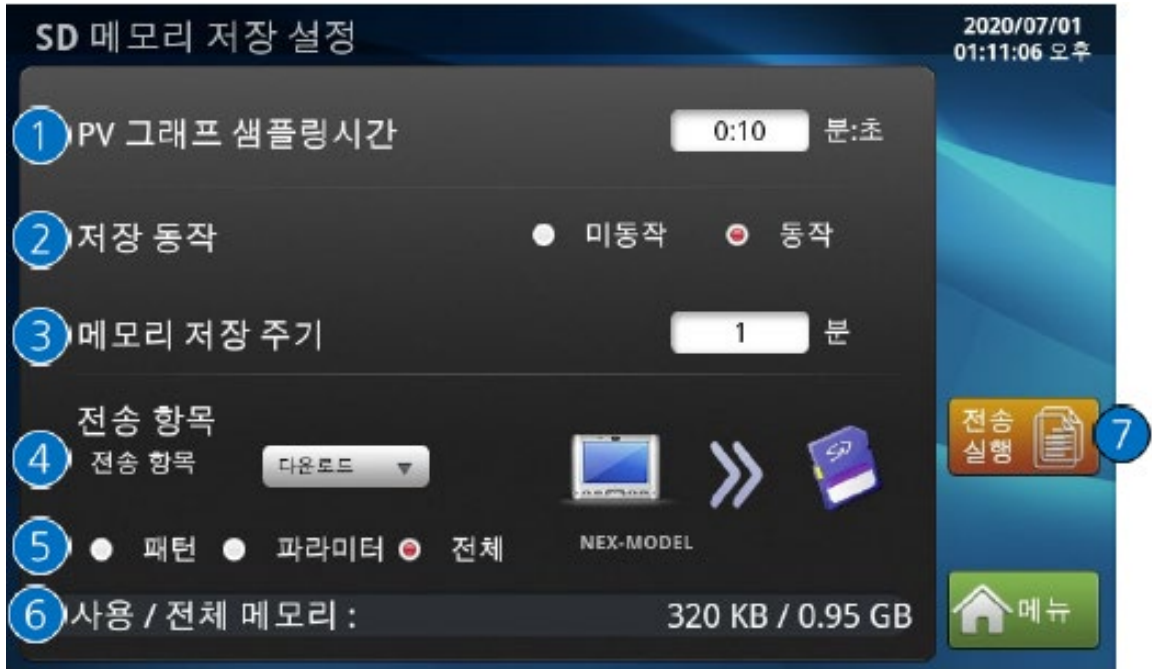 SD 메모리 저장 설정
2020/07/01
01:11:06 오후
1 PV 그래프 샘플링시간 0:10 분:초
2 저장 동작 미동작 동작
3 메모리 저장 주기 1 분
전송 항목
4 전송 항목 다운로드
SD
전송
실행
7
NEX-MODEL
5 패턴 파라미터 전체
6 사용 / 전체 메모리 : 320 KB / 0.95 GB
메뉴